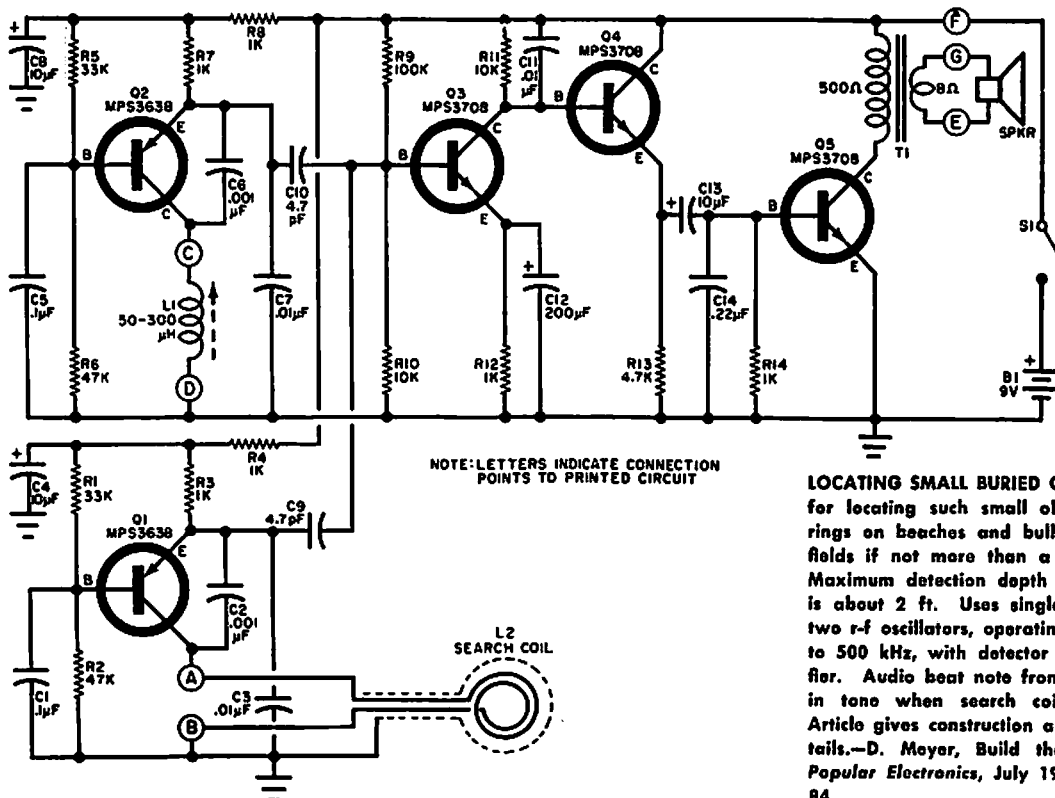 C8
10µF
R5
33K
R7
1K
R8
1K
Q2
MPS3638
B
E
C
C6
.001
µF
C10
4.7
pF
C5
.1µF
R6
47K
C
L1
50-300
µH
D
C7
.01µF
R9
100K
R11
10K
C11
.01
µF
Q3
MPS3708
B
C
E
Q4
MPS3708
B
C
E
R10
10K
R12
1K
C12
200µF
R13
4.7K
C13
10µF
C14
.22µF
R14
1K
Q5
MPS3708
B
C
E
500Ω
T1
8Ω
F
G
E
SPKR
S1
B1
9V
C4
10µF
R1
33K
R3
1K
R4
1K
Q1
MPS3638
B
E
C9
4.7pF
C2
.001
µF
C1
.1µF
R2
47K
A
B
C3
.01µF
L2
SEARCH COIL
NOTE: LETTERS INDICATE CONNECTION
POINTS TO PRINTED CIRCUIT
LOCATING SMALL BURIED
for locating such small
rings on beaches and
fields if not more than a
Maximum detection depth
is about 2 ft. Uses
two r-f oscillators,
to 500 kHz, with detector
Audio beat note from
in tone when search
Article gives construction
D. Meyer, Build
Popular Electronics, July
84